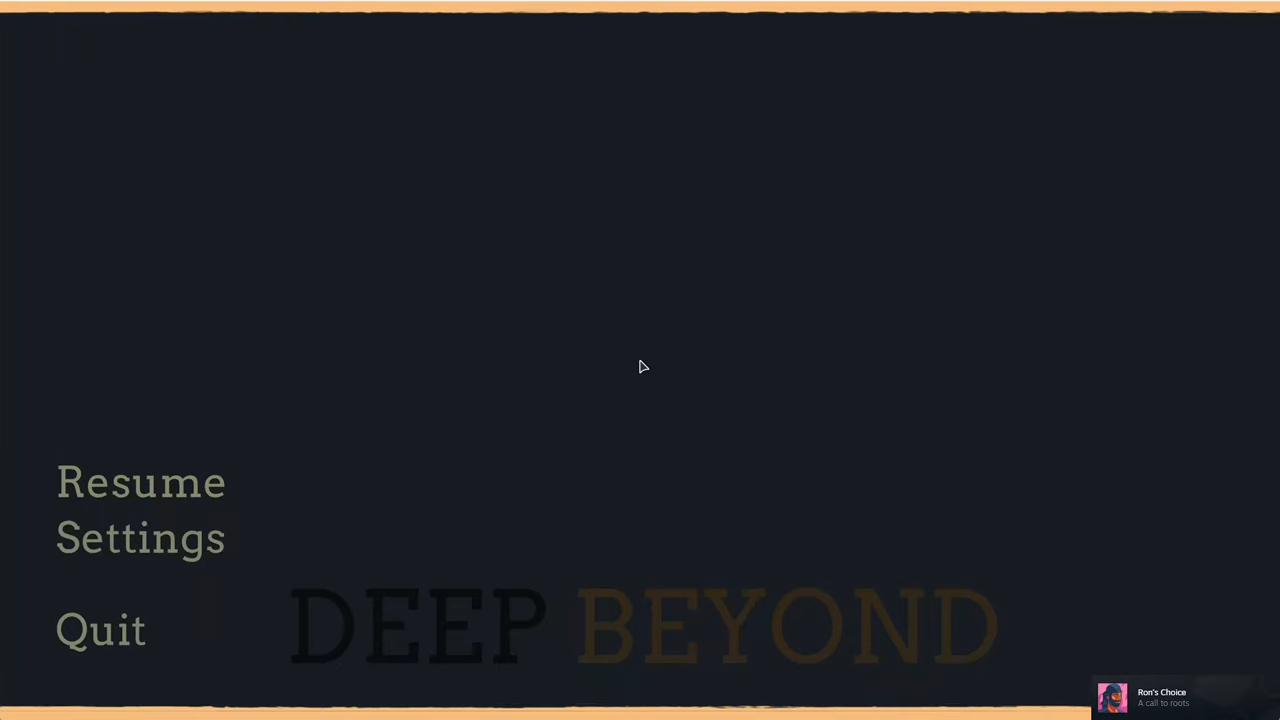 Resume
Settings
Quit
DEEP BEYOND
Ron's Choice
A call to roots